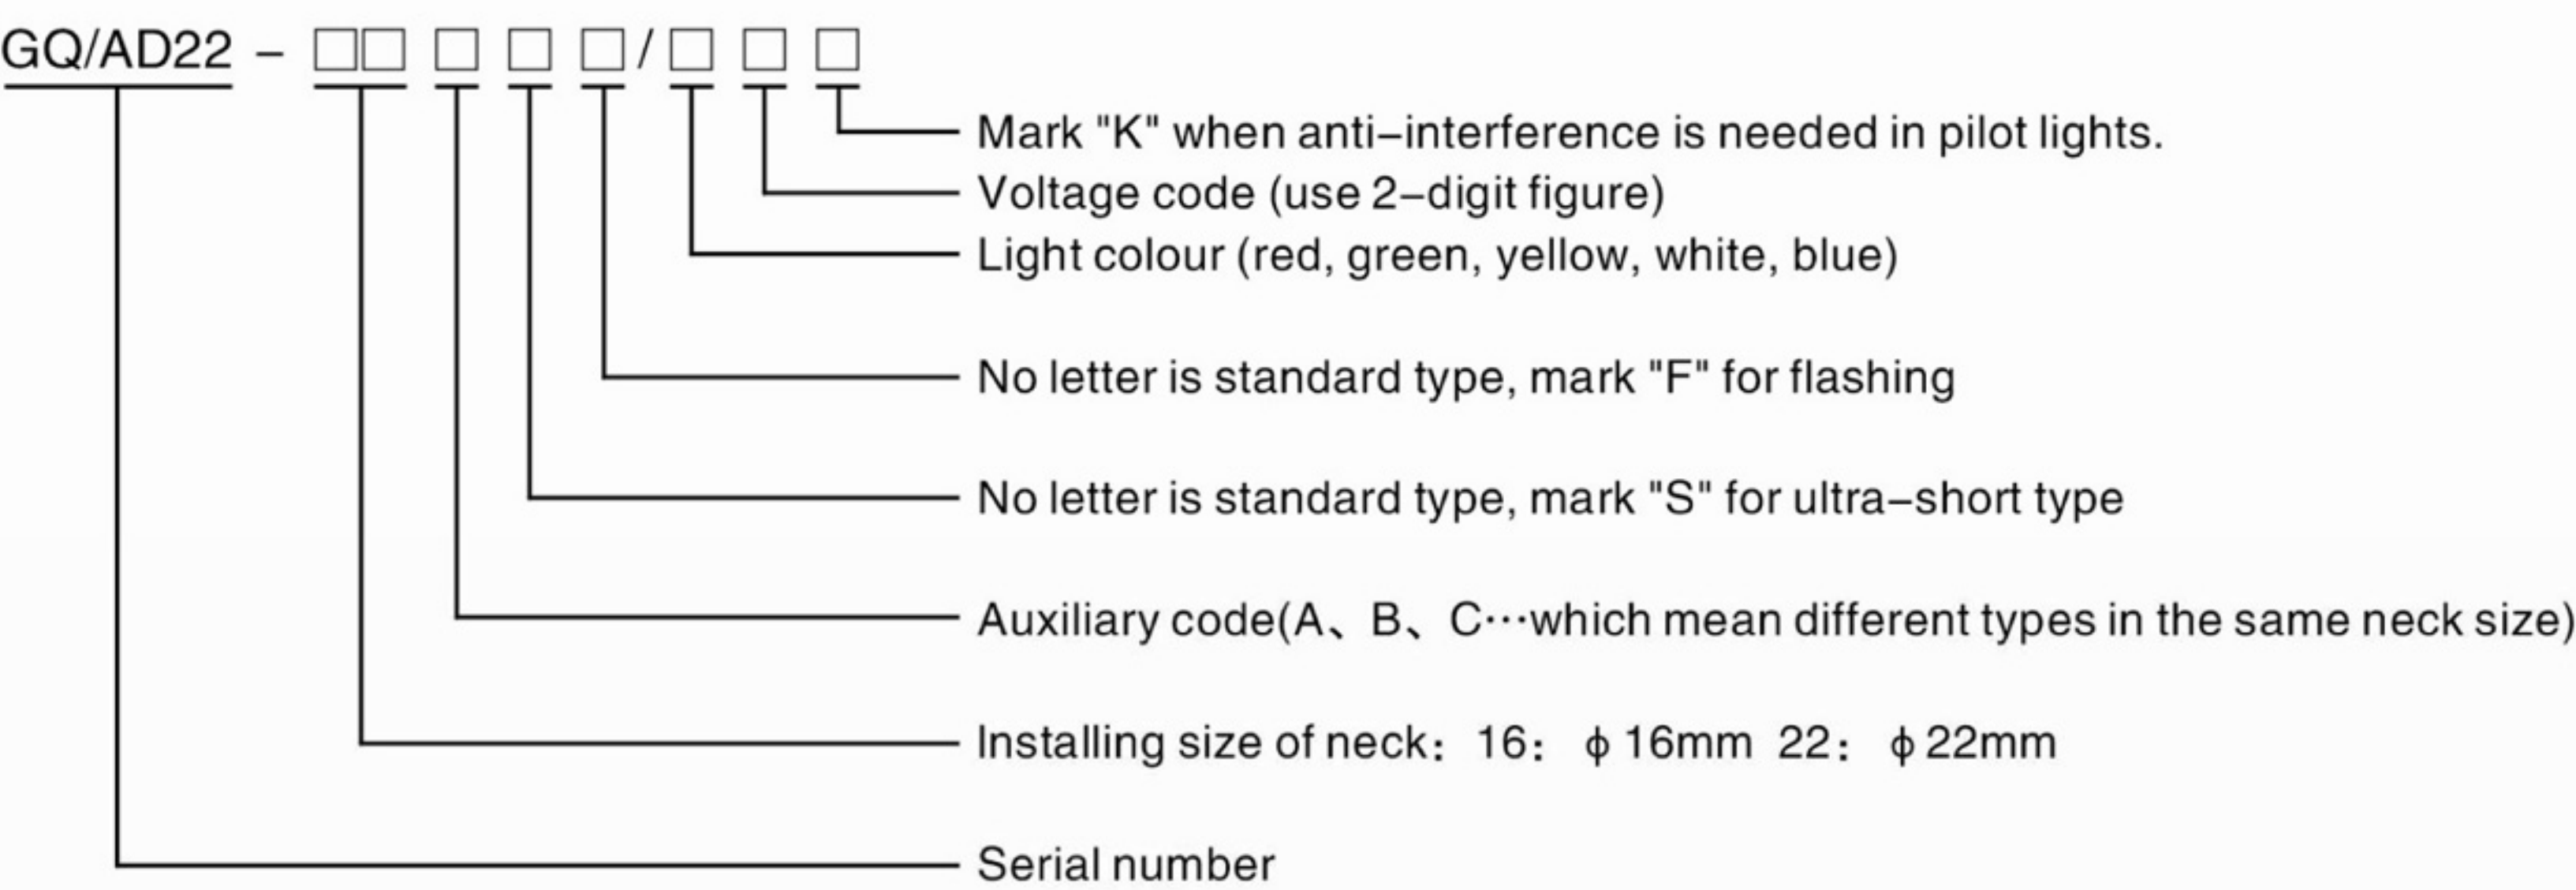 GQ/AD22 – □□ □ □ □/□ □ □
Mark "K" when anti–interference is needed in pilot lights.
Voltage code (use 2–digit figure)
Light colour (red, green, yellow, white, blue)
No letter is standard type, mark "F" for flashing
No letter is standard type, mark "S" for ultra–short type
Auxiliary code(A、B、C···which mean different types in the same neck size)
Installing size of neck：16：ϕ16mm 22：ϕ22mm
Serial number